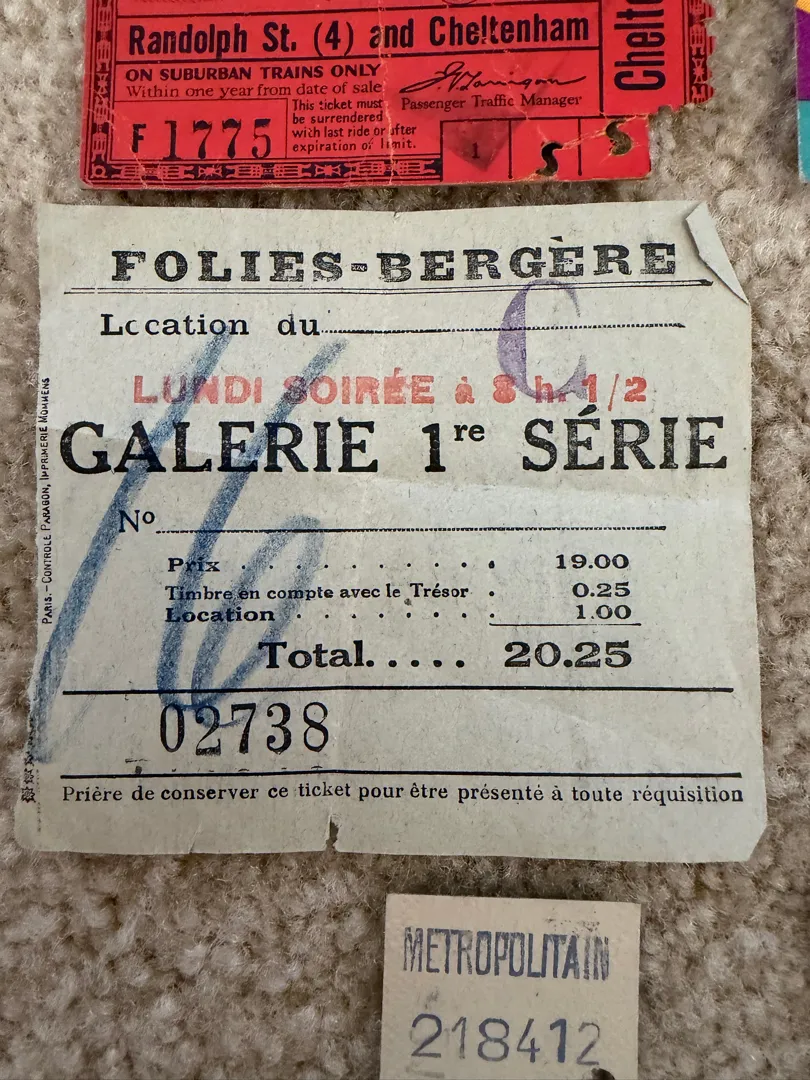 Randolph St. (4) and Cheltenham
Chelte
ON SUBURBAN TRAINS ONLY
Within one year from date of sale
Passenger Traffic Manager
This ticket must
be surrendered
with last ride or after
expiration of limit.
F 1775
1
S
S
FOLIES-BERGÈRE
Location du
C
LUNDI SOIRÉE à 8 h. 1/2
GALERIE 1re SÉRIE
No
16
Prix . . . . . . . . . . 19.00
Timbre en compte avec le Trésor . 0.25
Location . . . . . . . 1.00
Total..... 20.25
02738
Prière de conserver ce ticket pour être présenté à toute réquisition
PARIS. – CONTROLE PARAGON, IMPRIMERIE MOMMENS
METROPOLITAIN
218412